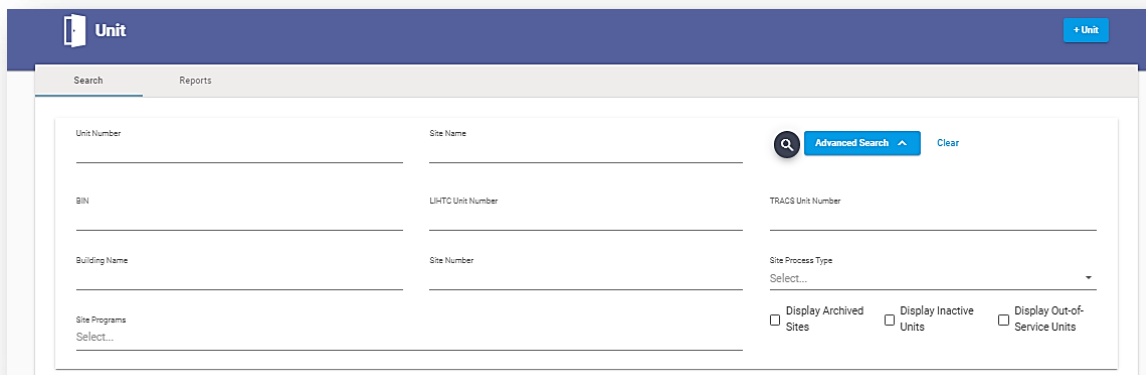 Unit
+ Unit
Search
Reports
Unit Number
Site Name
Advanced Search
Clear
BIN
LIHTC Unit Number
TRACS Unit Number
Building Name
Site Number
Site Process Type
Select...
Site Programs
Select...
Display Archived
Sites
Display Inactive
Units
Display Out-of-
Service Units